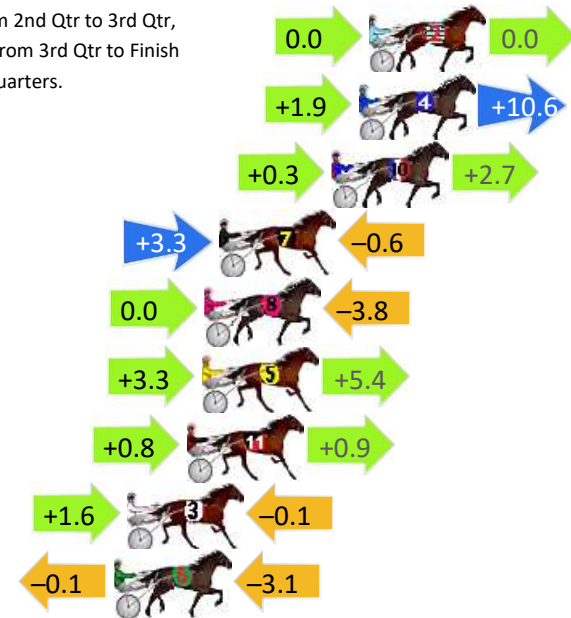 m 2nd Qtr to 3rd Qtr,
rom 3rd Qtr to Finish
uarters.
0.0 2 0.0
+1.9 4 +10.6
+0.3 10 +2.7
+3.3 7 –0.6
0.0 8 –3.8
+3.3 5 +5.4
+0.8 11 +0.9
+1.6 3 –0.1
–0.1 6 –3.1